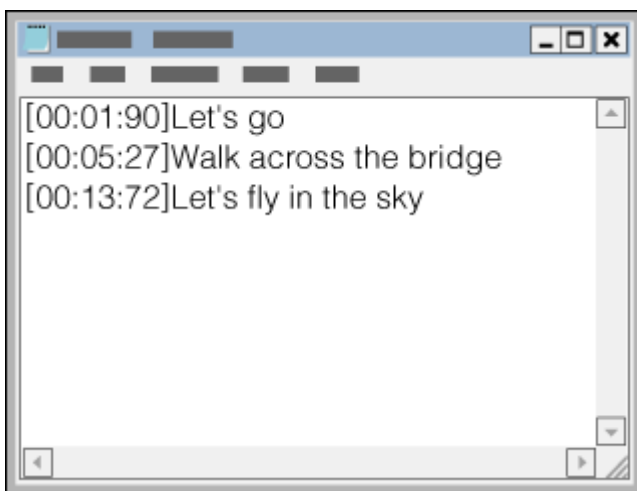 [00:01:90]Let's go
[00:05:27]Walk across the bridge
[00:13:72]Let's fly in the sky